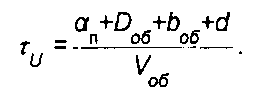 τ_U = (α_п + D_об + b_об + d) / V_об.